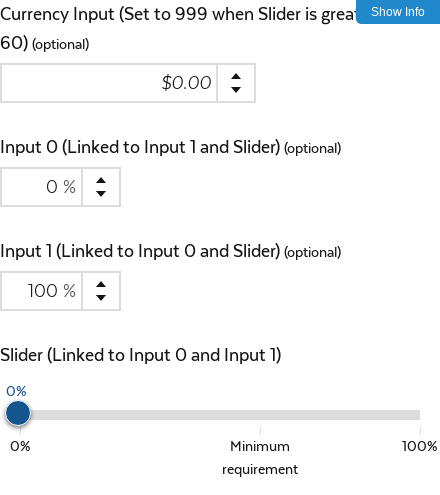 Currency Input (Set to 999 when Slider is
Show Info
60) (optional)
$0.00
Input 0 (Linked to Input 1 and Slider) (optional)
0 %
Input 1 (Linked to Input 0 and Slider) (optional)
100 %
Slider (Linked to Input 0 and Input 1)
0%
0%
Minimum
100%
requirement